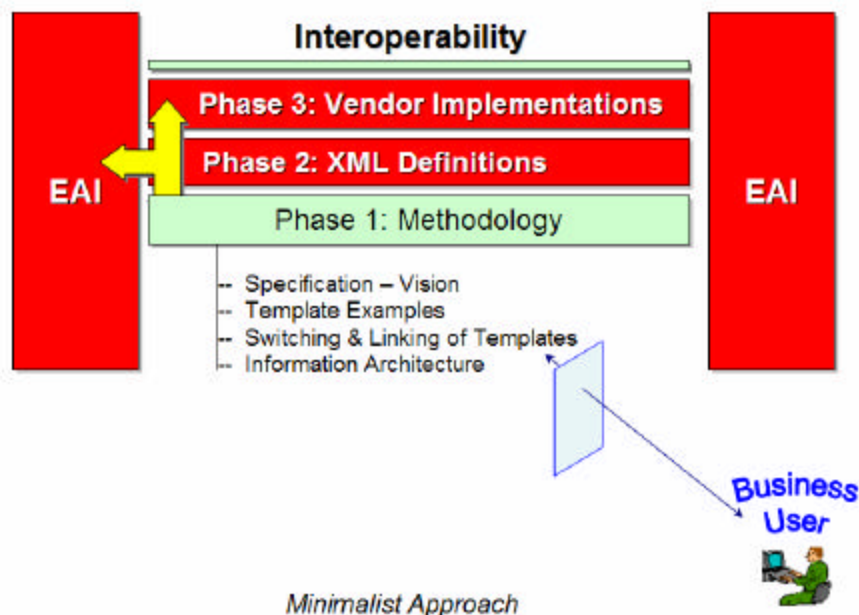 Interoperability
Phase 3: Vendor Implementations
Phase 2: XML Definitions
EAI
EAI
Phase 1: Methodology
-- Specification – Vision
-- Template Examples
-- Switching & Linking of Templates
-- Information Architecture
Business
User
Minimalist Approach